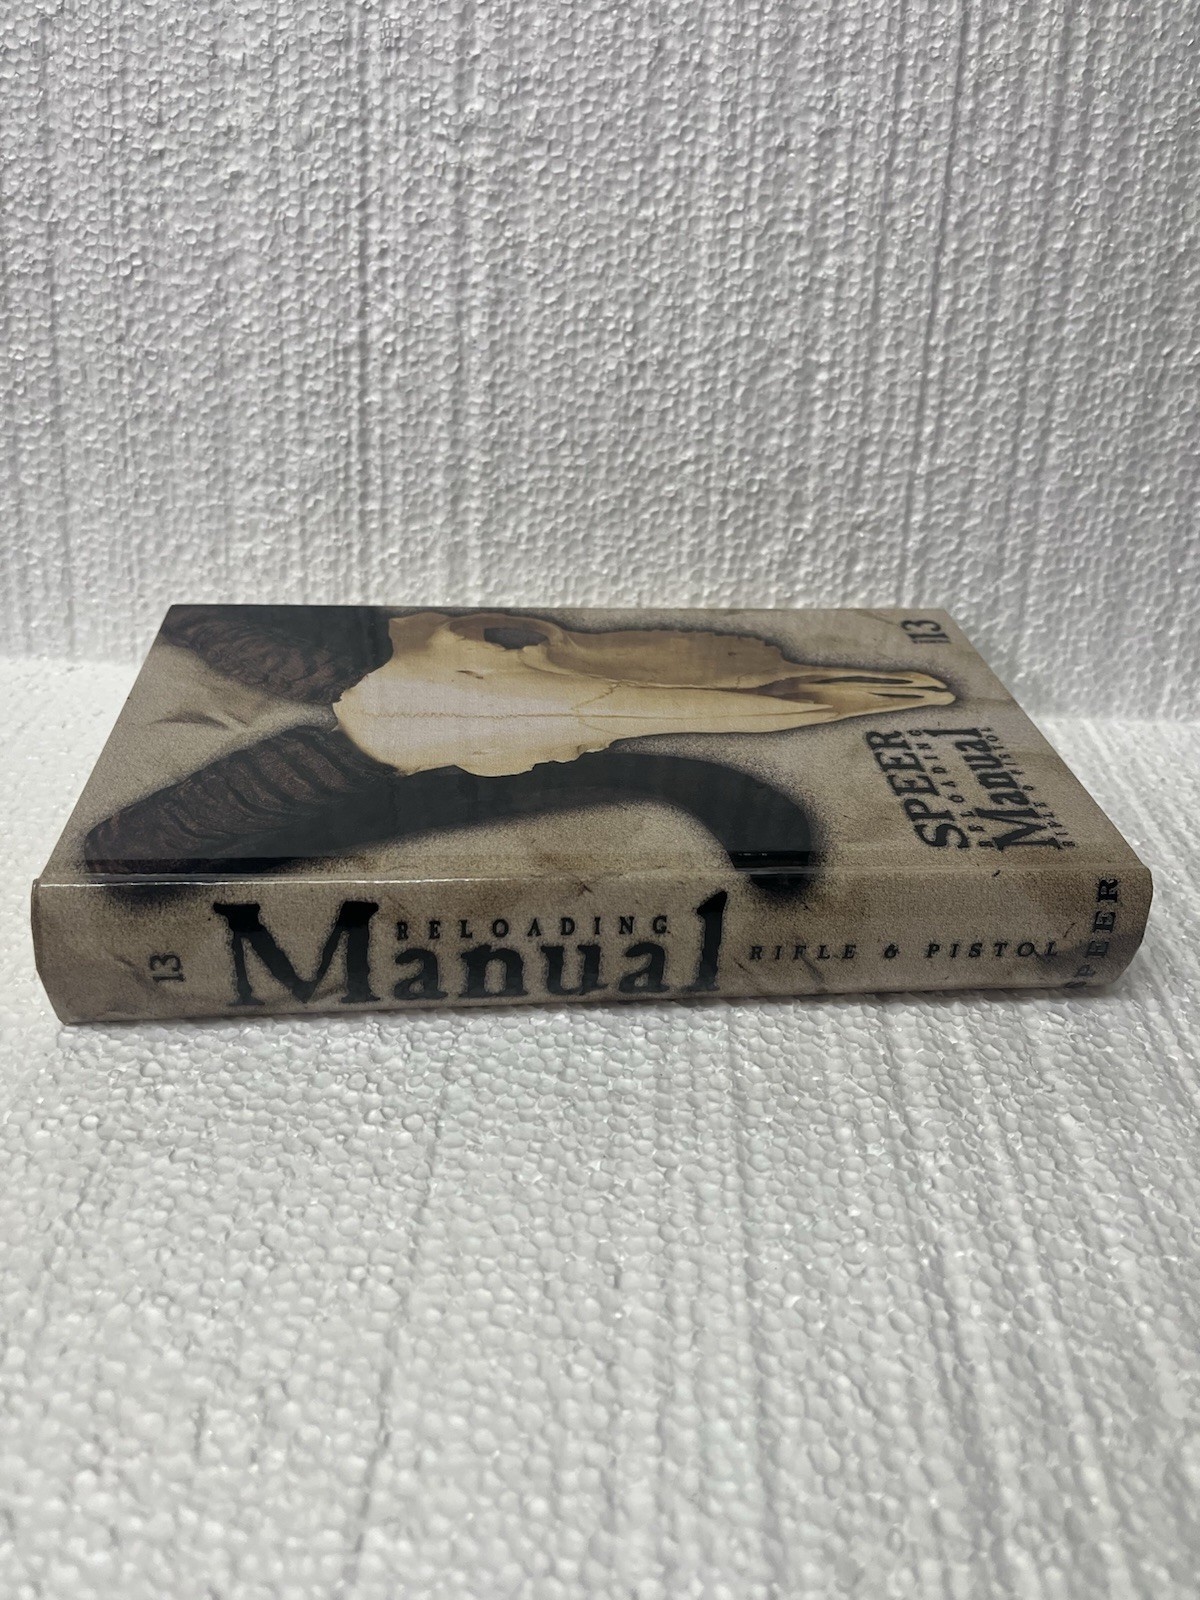 13
SPEER
RELOADING
Manual
RIFLE & PISTOL
13
RELOADING
Manual
RIFLE & PISTOL
SPEER